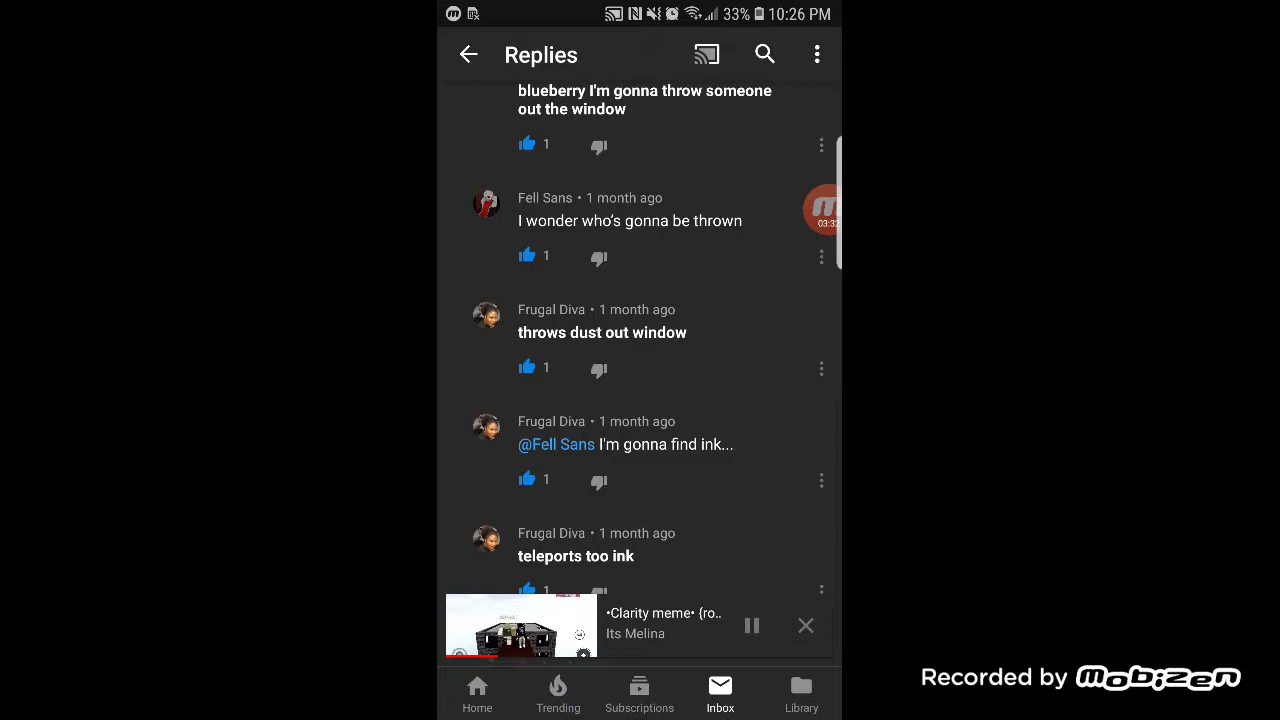 33% 10:26 PM
Replies
blueberry I'm gonna throw someone
out the window
1
Fell Sans • 1 month ago
I wonder who's gonna be thrown
1
03:32
Frugal Diva • 1 month ago
throws dust out window
1
Frugal Diva • 1 month ago
@Fell Sans I'm gonna find ink...
1
Frugal Diva • 1 month ago
teleports too ink
1
•Clarity meme• {ro..
Its Melina
Home Trending Subscriptions Inbox Library
Recorded by mobizen